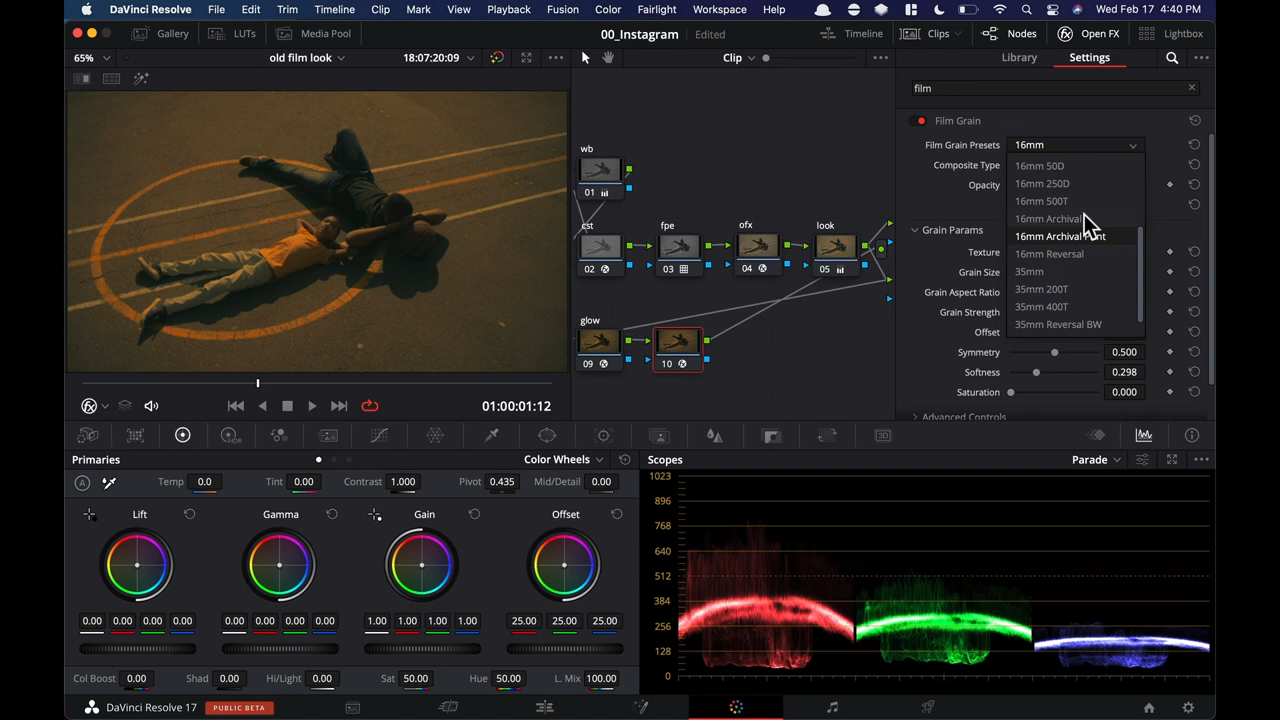 DaVinci Resolve File Edit Trim Timeline Clip Mark View Playback Fusion Color Fairlight Workspace Help Wed Feb 17 4:40 PM
Gallery LUTs Media Pool 00_Instagram Edited Timeline Clips Nodes Open FX Lightbox
65% old film look 18:07:20:09 Clip Library Settings
film
Film Grain
Film Grain Presets 16mm
Composite Type
Opacity
16mm 50D
16mm 250D
16mm 500T
16mm Archival
16mm Archival Print
16mm Reversal
35mm
35mm 200T
35mm 400T
35mm Reversal BW
Grain Params
Texture
Grain Size
Grain Aspect Ratio
Grain Strength
Offset
Symmetry 0.500
Softness 0.298
Saturation 0.000
Advanced Controls
wb
01
cst fpe ofx look
02 03 04 05
glow
09 10
01:00:01:12
Primaries Color Wheels
Temp 0.0 Tint 0.00 Contrast 1.000 Pivot 0.435 Mid/Detail 0.00
Lift Gamma Gain Offset
0.00 0.00 0.00 0.00 0.00 0.00 0.00 0.00 1.00 1.00 1.00 1.00 25.00 25.00 25.00
Col Boost 0.00 Shad 0.00 Hi/Light 0.00 Sat 50.00 Hue 50.00 L. Mix 100.00
Scopes Parade
1023
896
768
640
512
384
256
128
0
DaVinci Resolve 17 PUBLIC BETA